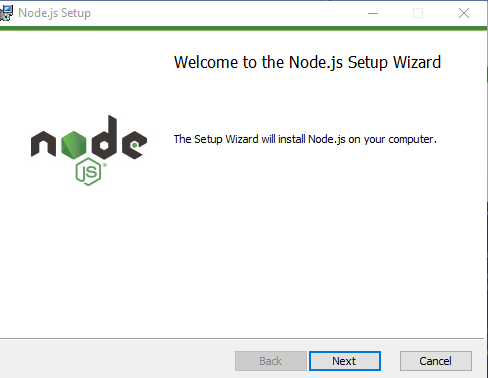 Node.js Setup
Welcome to the Node.js Setup Wizard
The Setup Wizard will install Node.js on your computer.
node
JS®
Back
Next
Cancel